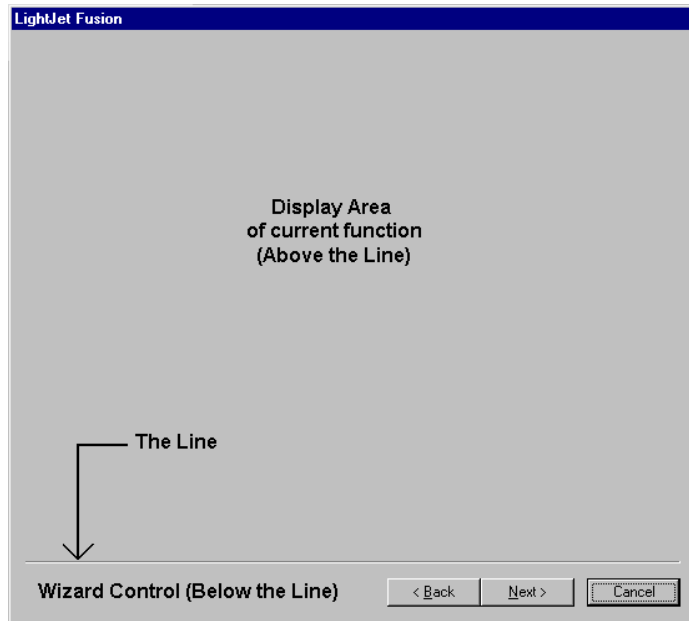 LightJet Fusion
Display Area
of current function
(Above the Line)
The Line
Wizard Control (Below the Line)
< Back
Next >
Cancel